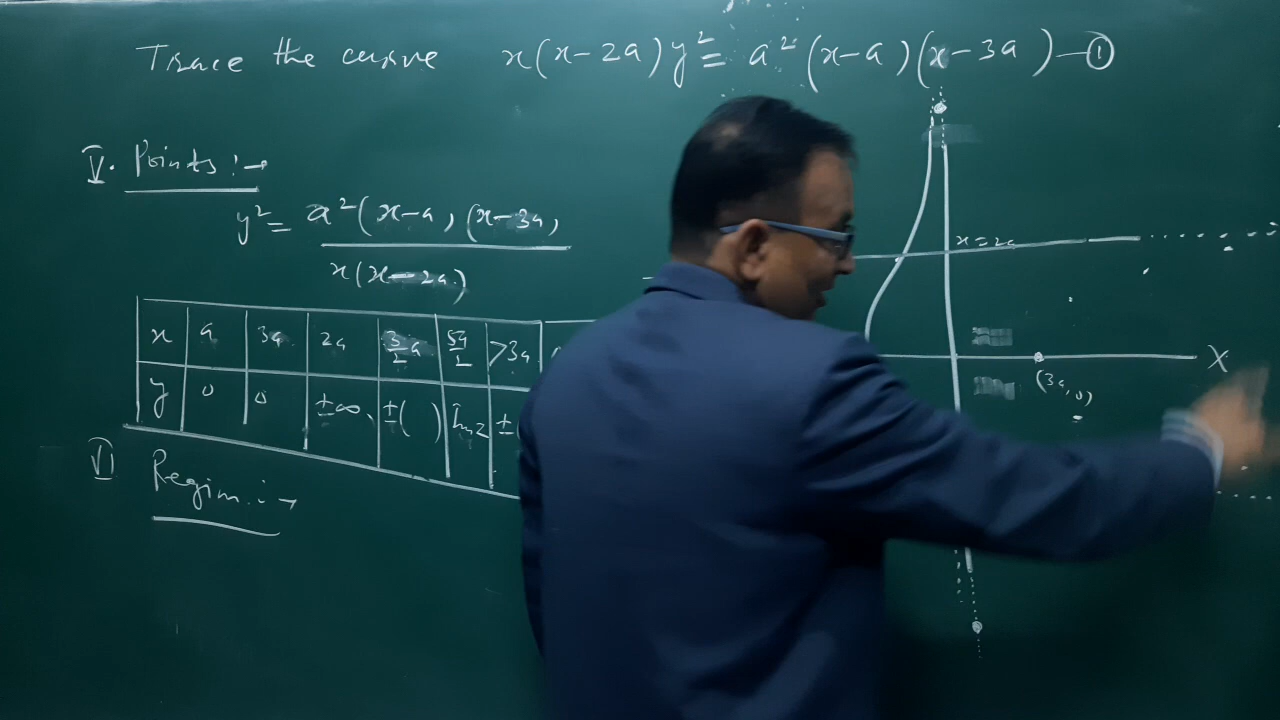 Trace the curve x(x-2a)y²= a²(x-a)(x-3a)-①
V. Points:→
y²= a²(x-a)(x-3a)
x(x-2a)
x a 3a 2a 3/2 a 5a/2 >3a
y 0 0 ±∞, ±( ) Imz ±(
VI Region:→
x=2a
X
(3a,0)